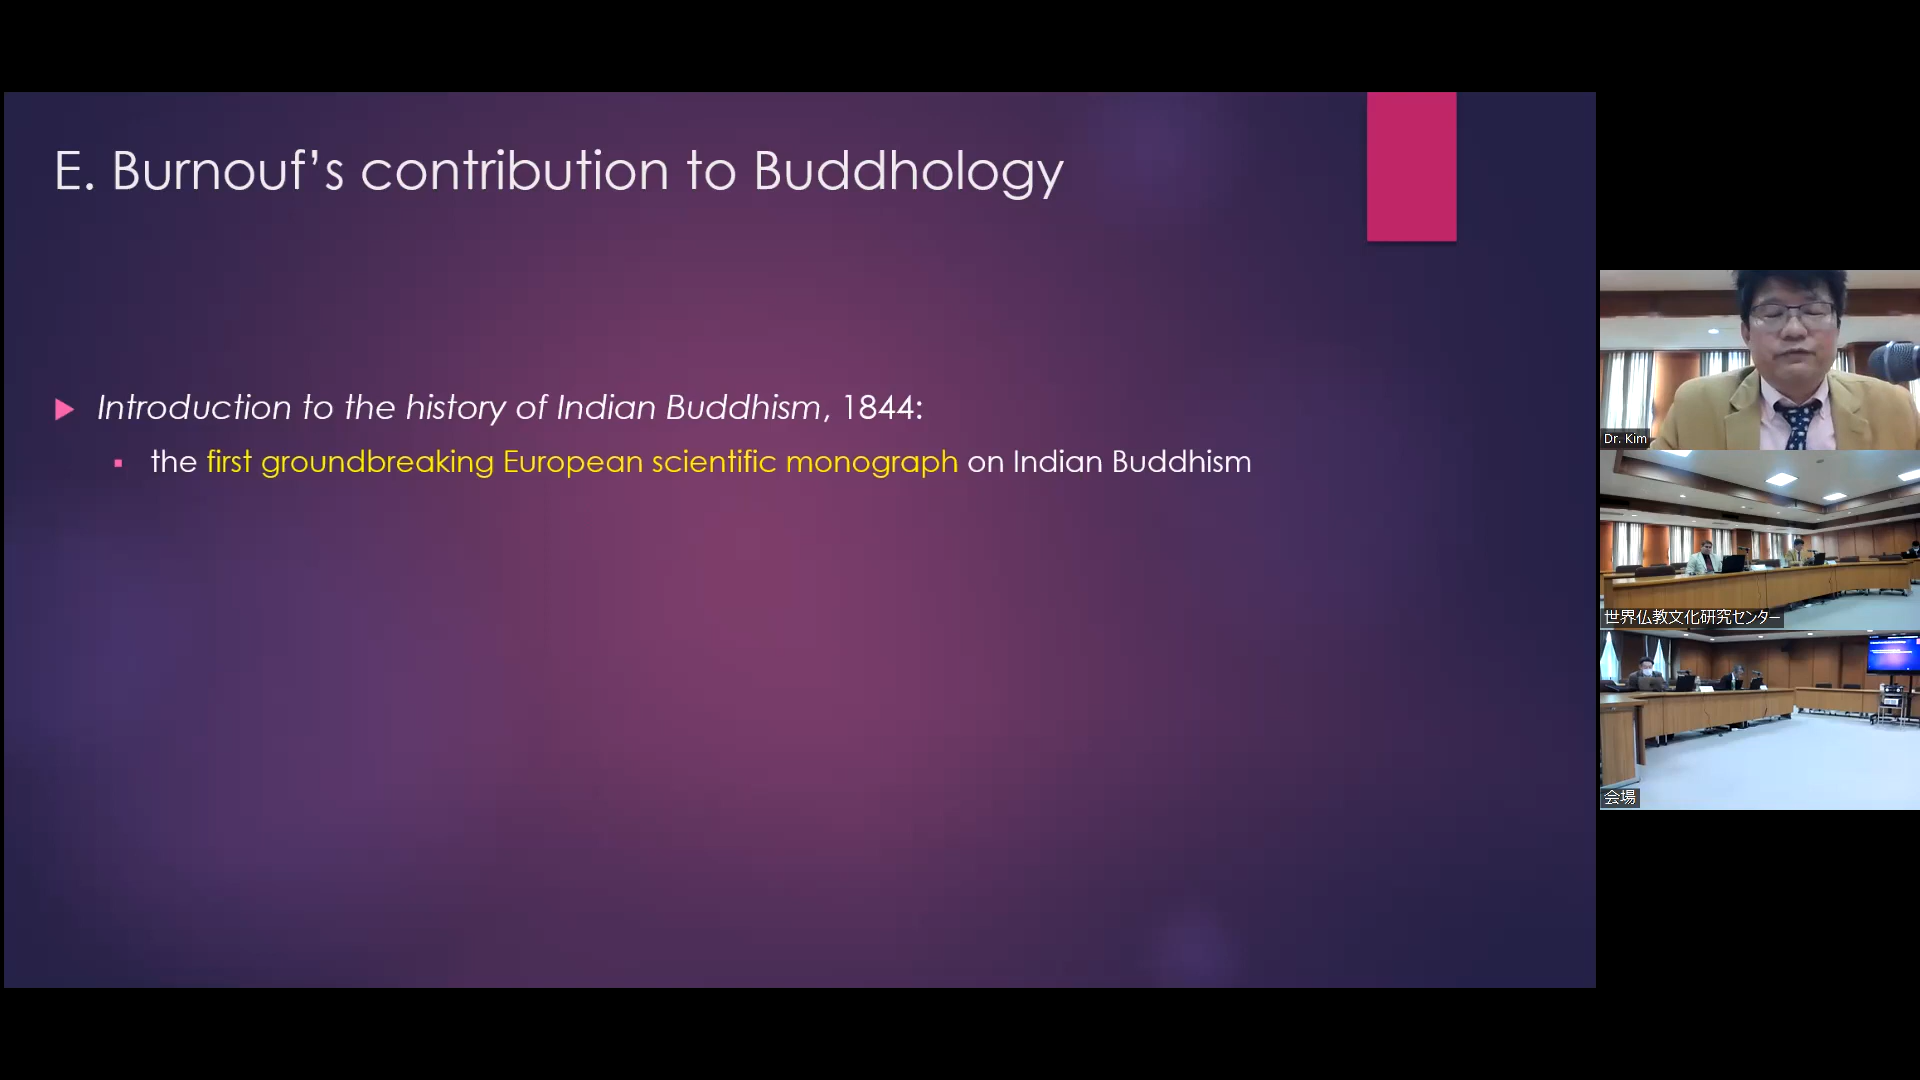 E. Burnouf’s contribution to Buddhology
Introduction to the history of Indian Buddhism, 1844:
the first groundbreaking European scientific monograph on Indian Buddhism
Dr. Kim
世界仏教文化研究センター
会場